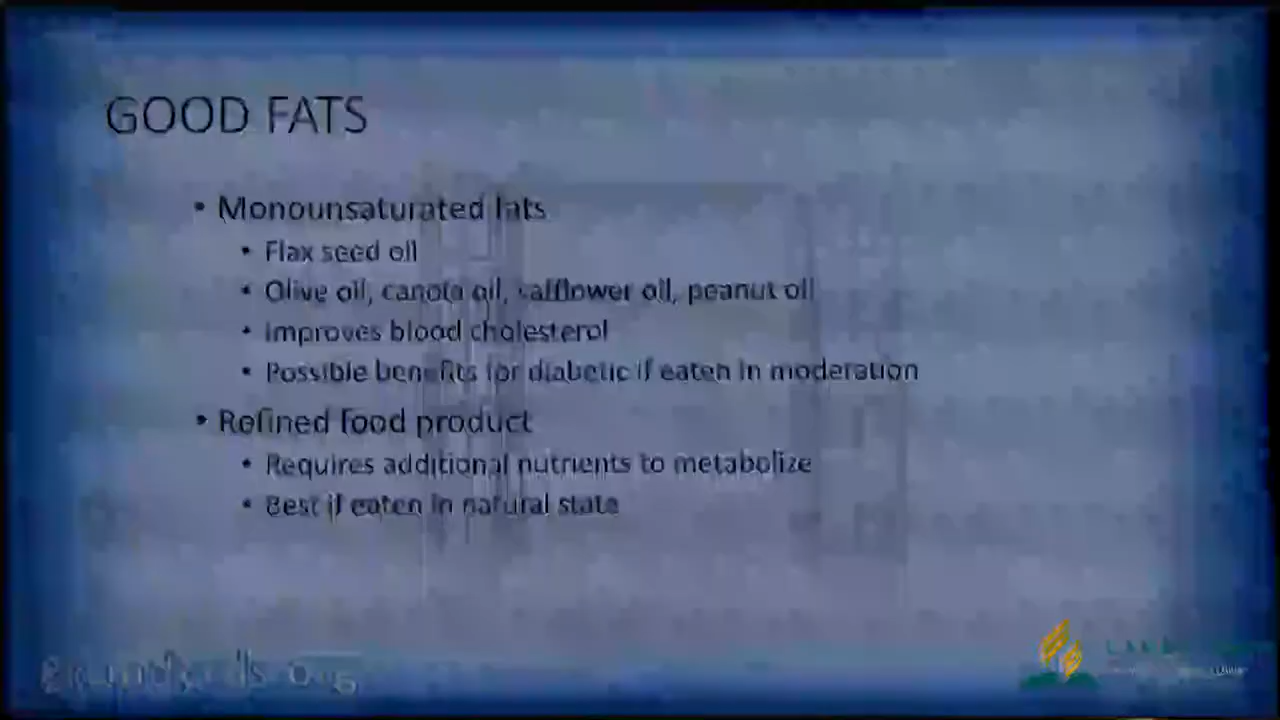 GOOD FATS
• Monounsaturated fats
• Flax seed oil
• Olive oil, canola oil, safflower oil, peanut oil
• Improves blood cholesterol
• Possible benefits for diabetic if eaten in moderation
• Refined food product
• Requires additional nutrients to metabolize
• Best if eaten in natural state